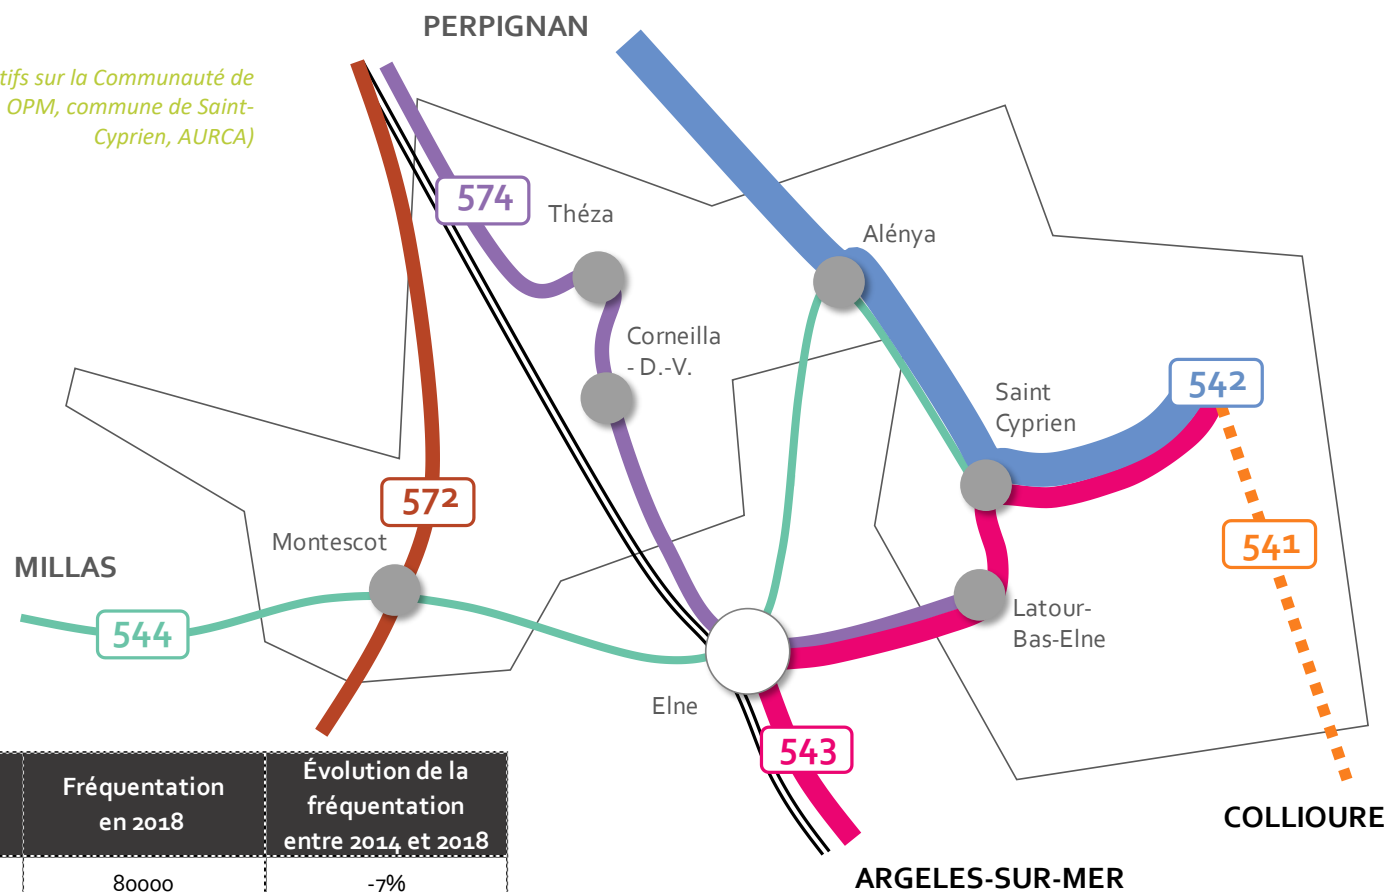 PERPIGNAN
tifs sur la Communauté de
OPM, commune de Saint-
Cyprien, AURCA)
574
Théza
Alénya
Corneilla
- D.-V.
542
Saint
Cyprien
572
541
Montescot
MILLAS
544
Latour-
Bas-Elne
Elne
543
Fréquentation
en 2018
Évolution de la
fréquentation
entre 2014 et 2018
COLLIOURE
80000
-7%
ARGELES-SUR-MER